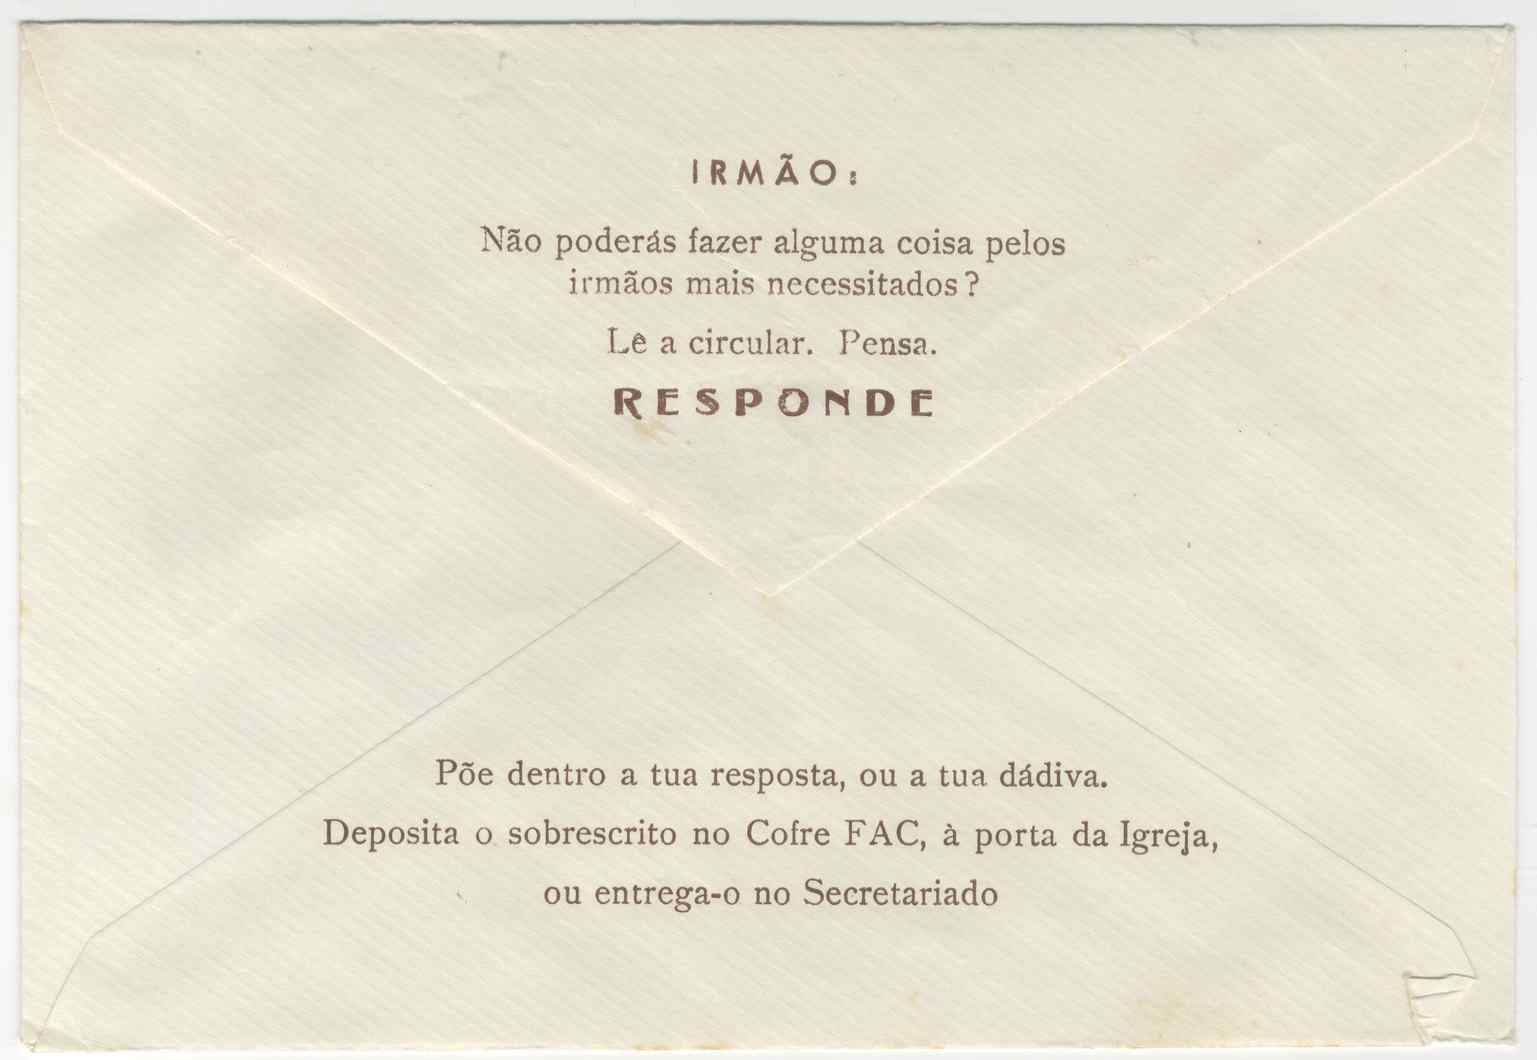 IRMÃO:
Não poderás fazer alguma coisa pelos
irmãos mais necessitados?
Lê a circular. Pensa.
RESPONDE
Põe dentro a tua resposta, ou a tua dádiva.
Deposita o sobrescrito no Cofre FAC, à porta da Igreja,
ou entrega-o no Secretariado